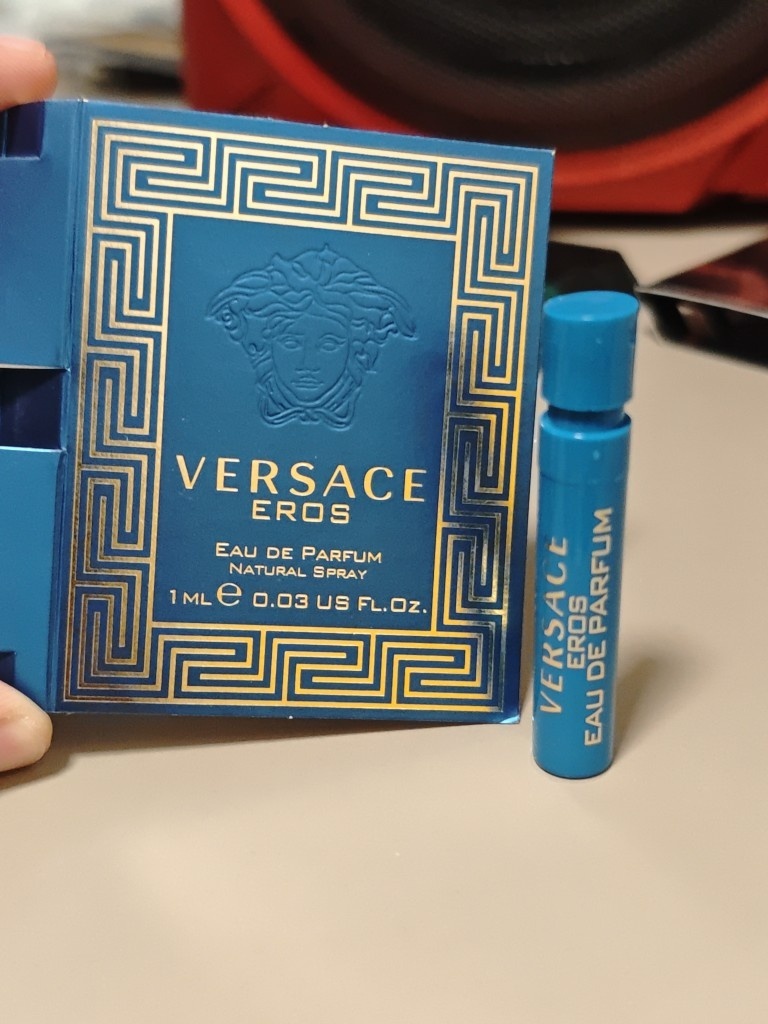 VERSACE
EROS
EAU DE PARFUM
NATURAL SPRAY
1 ML e 0.03 US FL.OZ.
VERSACE
EROS
EAU DE PARFUM